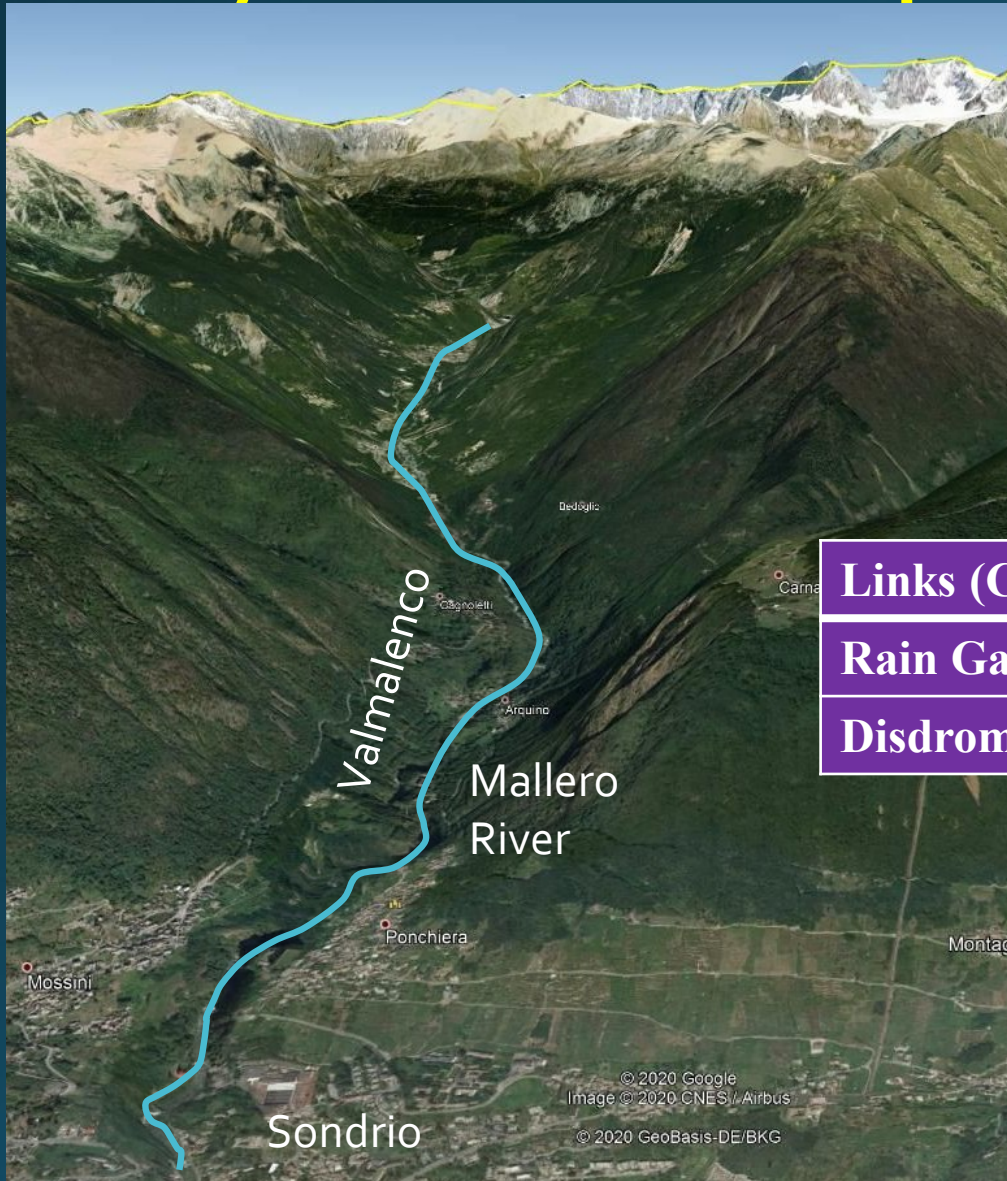 Dedoglio
Carna
Links (C
Cagnoletti
Rain Ga
Valmalenco
Arquino
Disdrom
Mallero
River
Ponchiera
Montag
Mossini
© 2020 Google
Image © 2020 CNES / Airbus
Sondrio
© 2020 GeoBasis-DE/BKG